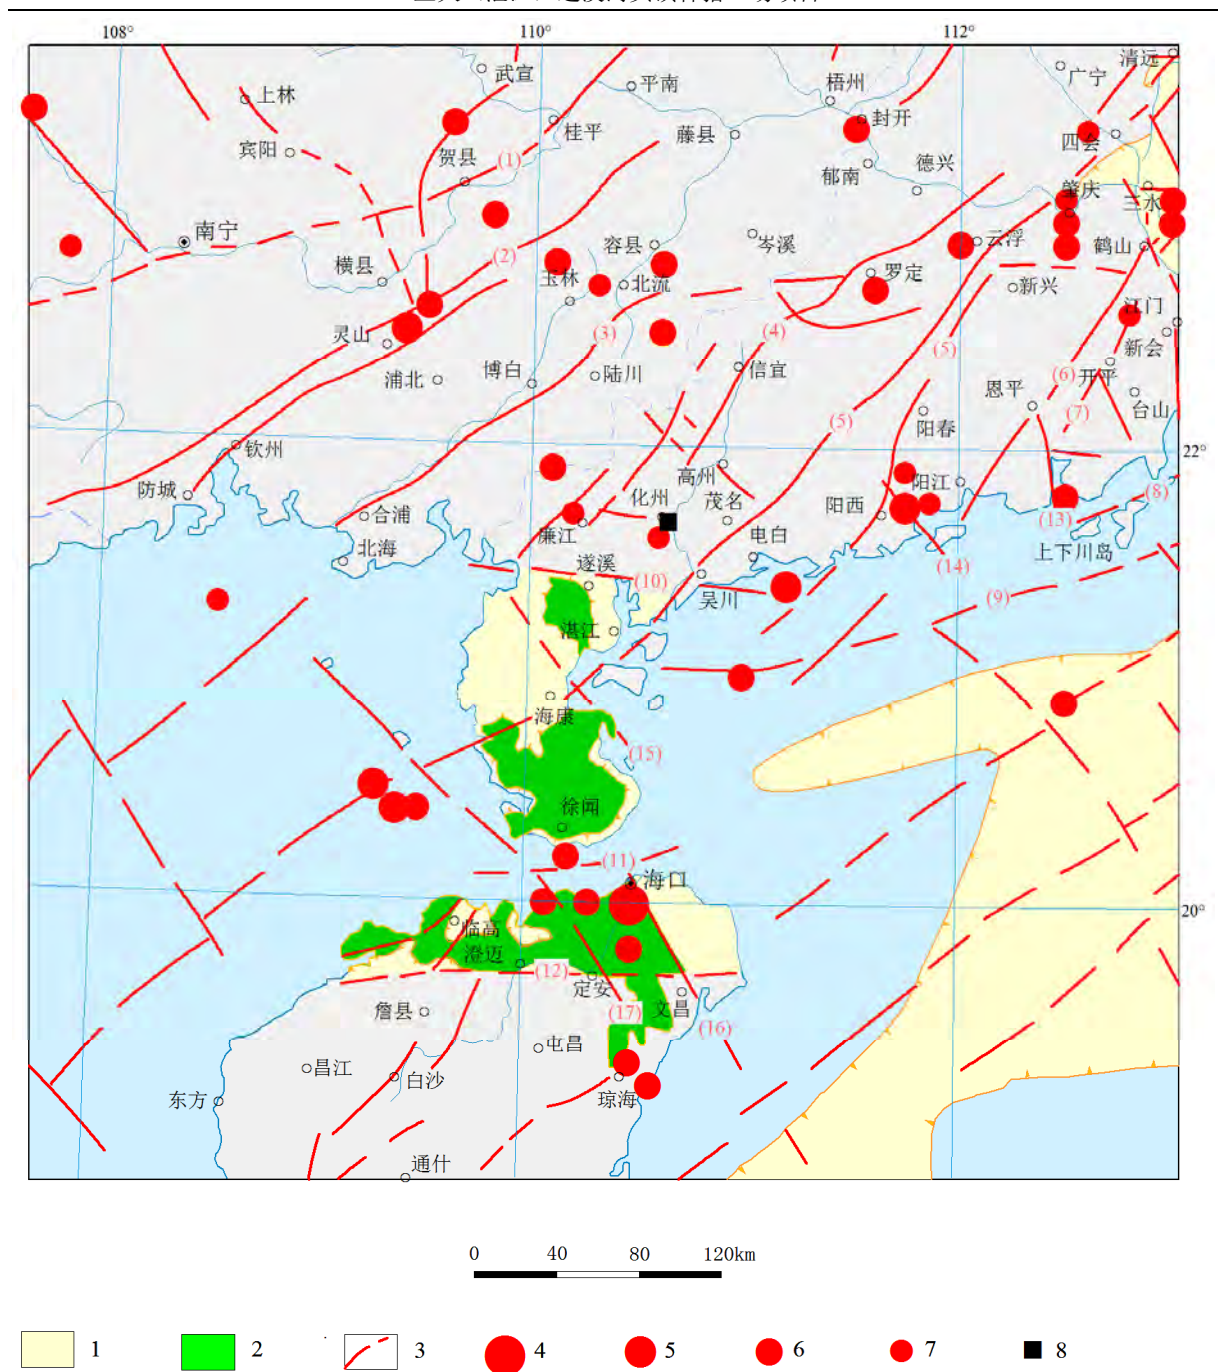 108°
110°
112°
清远
武宣
广宁
上林
平南
梧州
桂平
藤县
封开
四会
宾阳
贺县
(1)
郁南
德兴
肇庆
三水
南宁
容县
岑溪
云浮
鹤山
(2)
横县
玉林
北流
罗定
新兴
江门
灵山
(3)
(4)
(5)
新会
浦北
博白
陆川
信宜
恩平
(6)
开平
台山
(7)
(5)
阳春
钦州
22°
防城
高州
化州
茂名
阳西
阳江
(8)
合浦
廉江
电白
(13)
北海
遂溪
(10)
(14)
上下川岛
吴川
(9)
湛江
海康
(15)
徐闻
(11)
海口
20°
临高
澄迈
(12)
定安
文昌
儋县
(17)
(16)
屯昌
昌江
白沙
东方
琼海
通什
0 40 80 120km
1 2 3 4 5 6 7 8